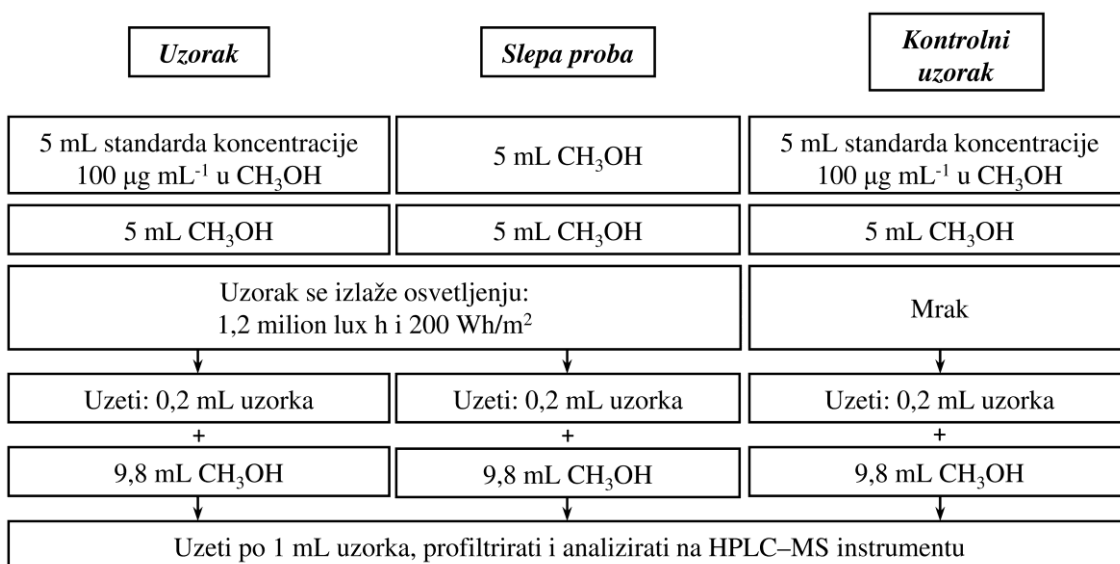 Uzorak
Slepa proba
Kontrolni
uzorak
5 mL standarda koncentracije
100 μg mL⁻¹ u CH₃OH
5 mL CH₃OH
5 mL standarda koncentracije
100 μg mL⁻¹ u CH₃OH
5 mL CH₃OH
5 mL CH₃OH
5 mL CH₃OH
Uzorak se izlaže osvetljenju:
1,2 milion lux h i 200 Wh/m²
Mrak
Uzeti: 0,2 mL uzorka
Uzeti: 0,2 mL uzorka
Uzeti: 0,2 mL uzorka
+
+
+
9,8 mL CH₃OH
9,8 mL CH₃OH
9,8 mL CH₃OH
Uzeti po 1 mL uzorka, profiltrirati i analizirati na HPLC–MS instrumentu